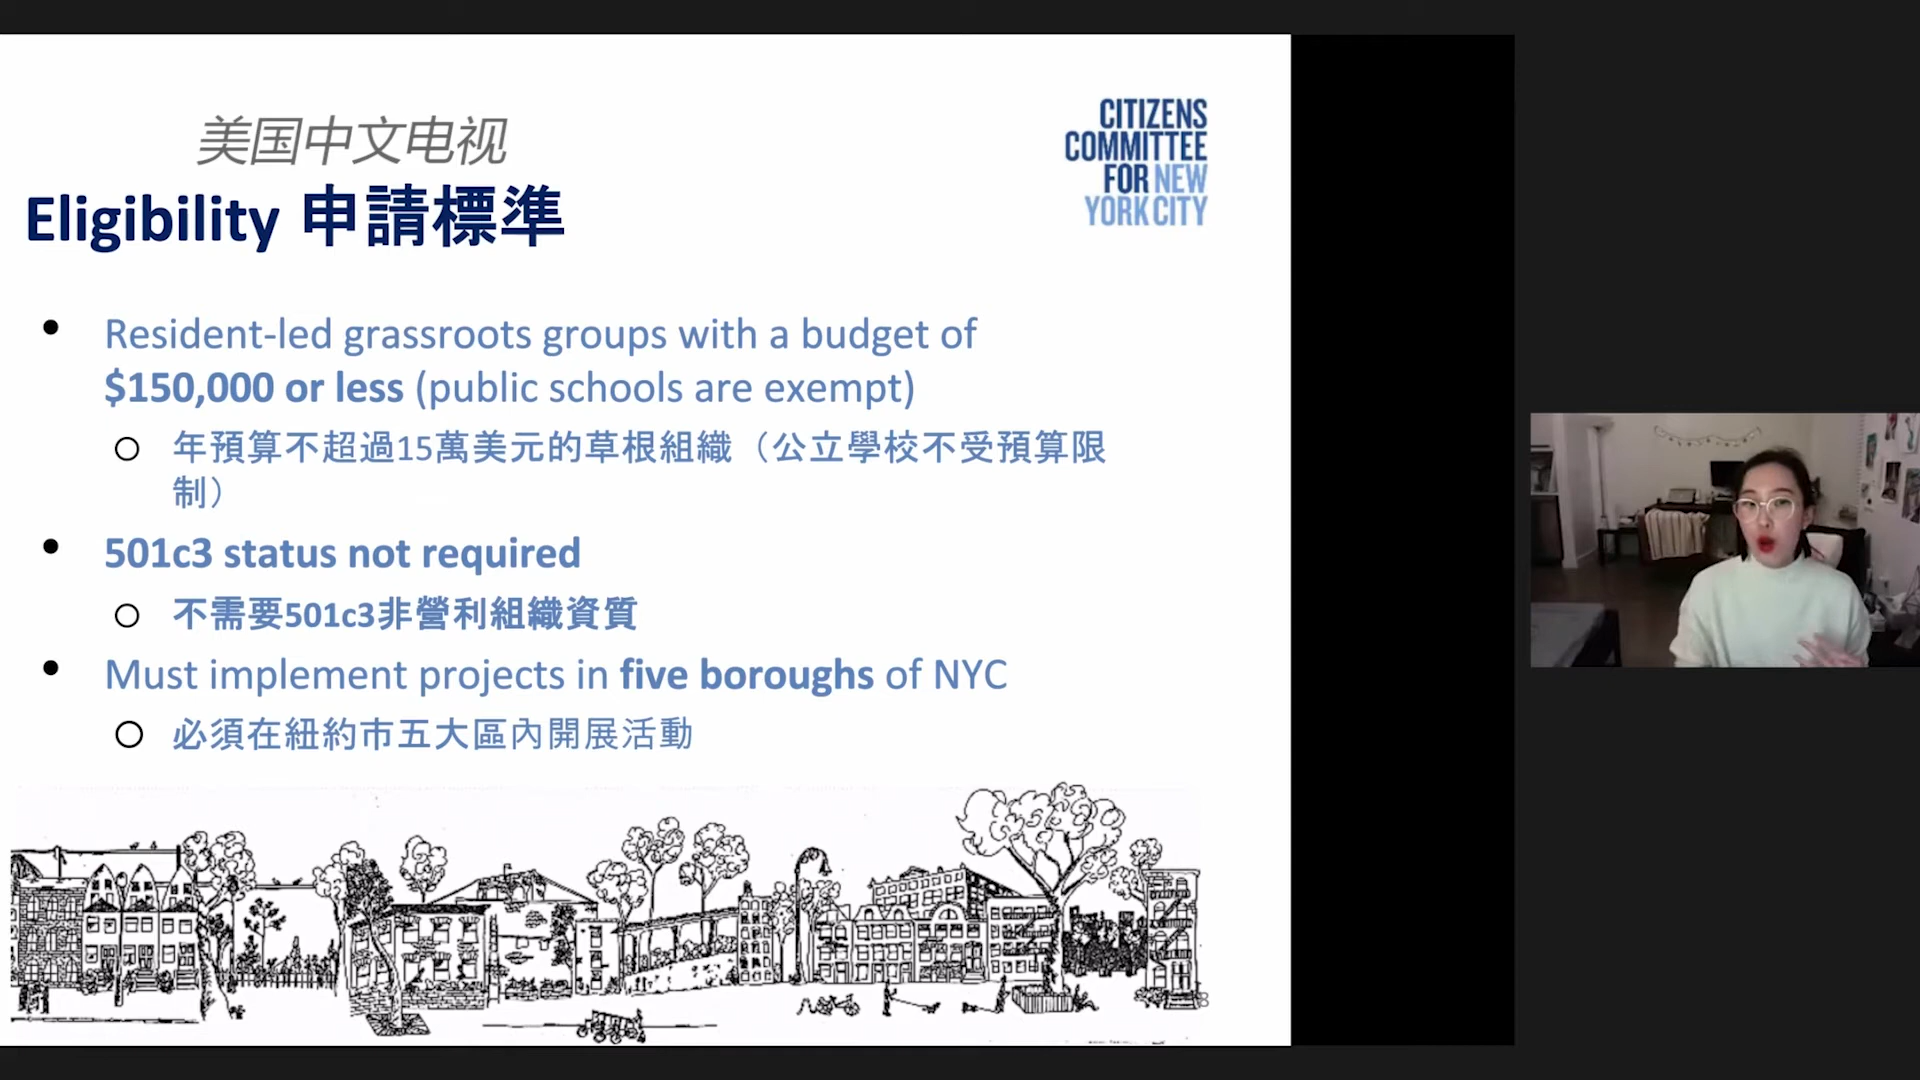 美国中文电视
CITIZENS
COMMITTEE
FOR NEW
YORK CITY
Eligibility 申請標準
• Resident-led grassroots groups with a budget of
$150,000 or less (public schools are exempt)
○ 年預算不超過15萬美元的草根組織（公立學校不受預算限
制）
• 501c3 status not required
○ 不需要501c3非營利組織資質
• Must implement projects in five boroughs of NYC
○ 必須在紐約市五大區內開展活動